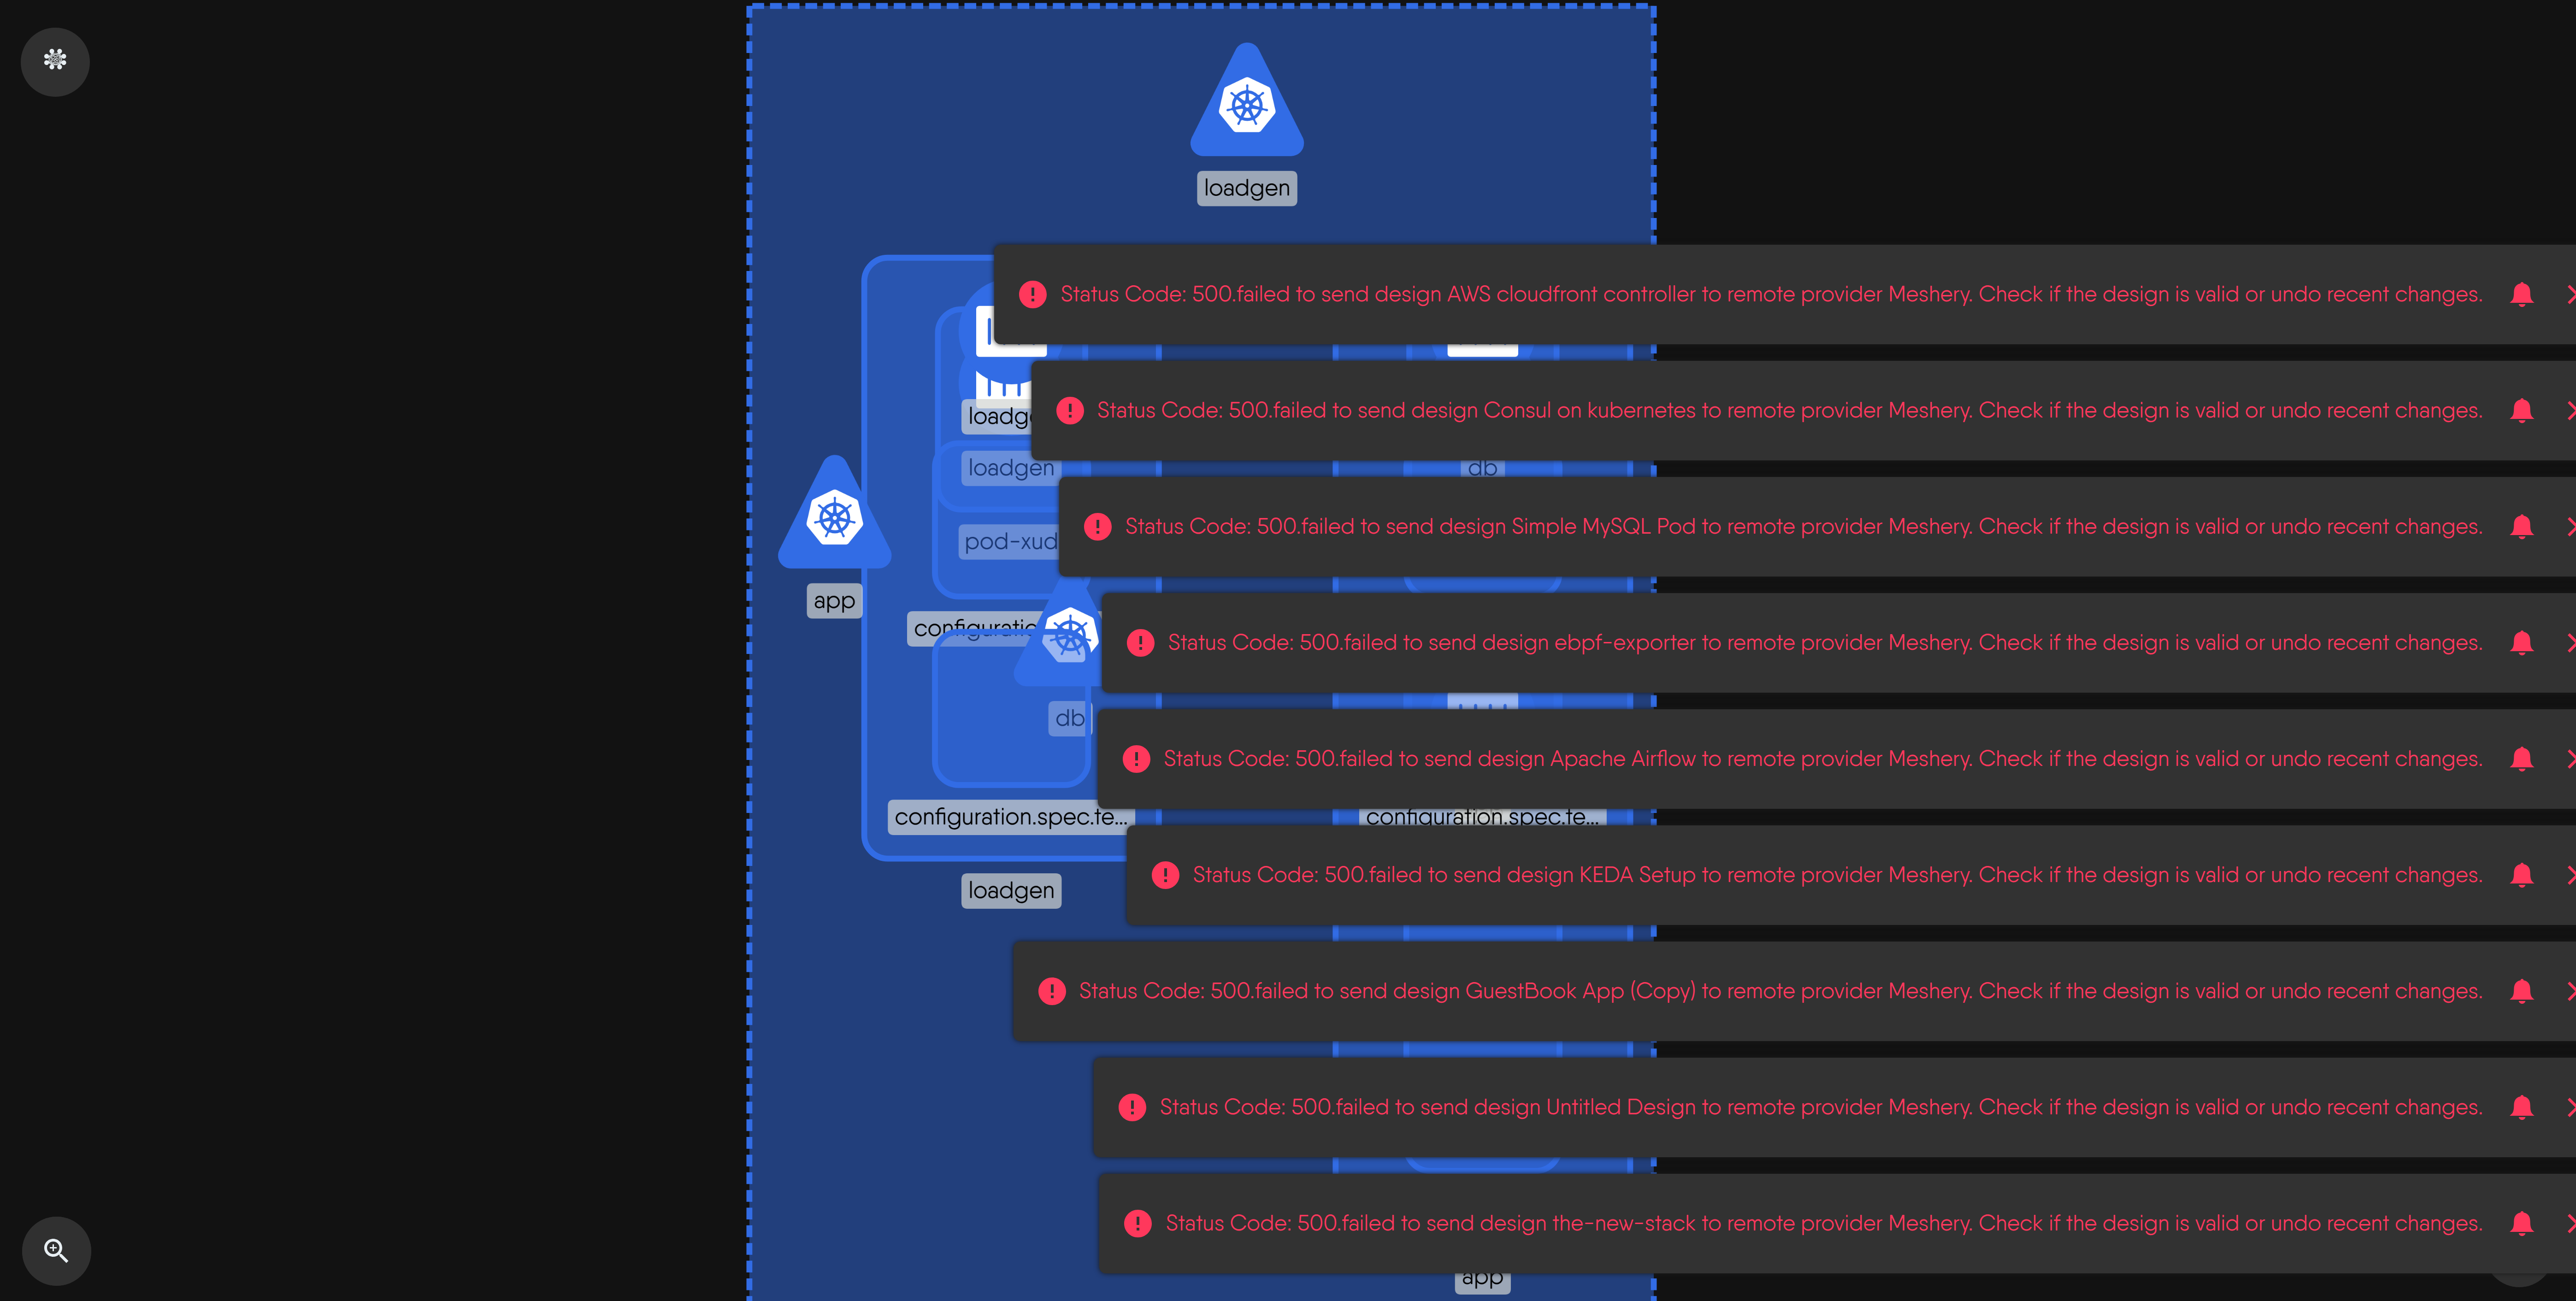 loadgen
Status Code: 500.failed to send design AWS cloudfront controller to remote provider Meshery. Check if the design is valid or undo recent changes.
Status Code: 500.failed to send design Consul on kubernetes to remote provider Meshery. Check if the design is valid or undo recent changes.
loadgen
db
Status Code: 500.failed to send design Simple MySQL Pod to remote provider Meshery. Check if the design is valid or undo recent changes.
pod-xud
app
Status Code: 500.failed to send design ebpf-exporter to remote provider Meshery. Check if the design is valid or undo recent changes.
db
Status Code: 500.failed to send design Apache Airflow to remote provider Meshery. Check if the design is valid or undo recent changes.
configuration.spec.te...
configuration.spec.te...
Status Code: 500.failed to send design KEDA Setup to remote provider Meshery. Check if the design is valid or undo recent changes.
loadgen
Status Code: 500.failed to send design GuestBook App (Copy) to remote provider Meshery. Check if the design is valid or undo recent changes.
Status Code: 500.failed to send design Untitled Design to remote provider Meshery. Check if the design is valid or undo recent changes.
Status Code: 500.failed to send design the-new-stack to remote provider Meshery. Check if the design is valid or undo recent changes.
app